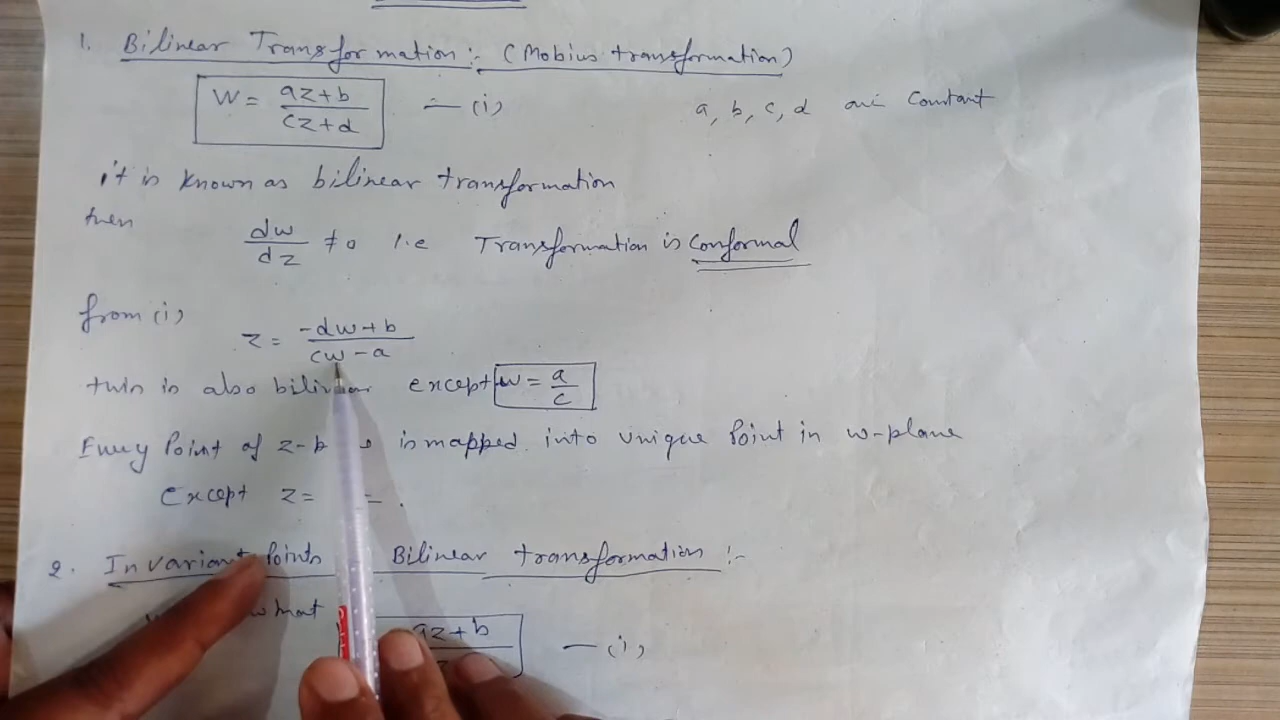 1. Bilinear Transformation :- (Mobius transformation)
W = az+b / cz+d — (i) a, b, c, d are Constant
it is known as bilinear transformation
then
dw/dz ≠ 0 i.e Transformation is Conformal
from (i)
z = -dw+b / cw-a
this is also bilinear except w = a/c
Every Point of z- is mapped into unique Point in w-plane
Except z=
2. Invariant Points Bilinear transformation :-
that
az+b — (i)